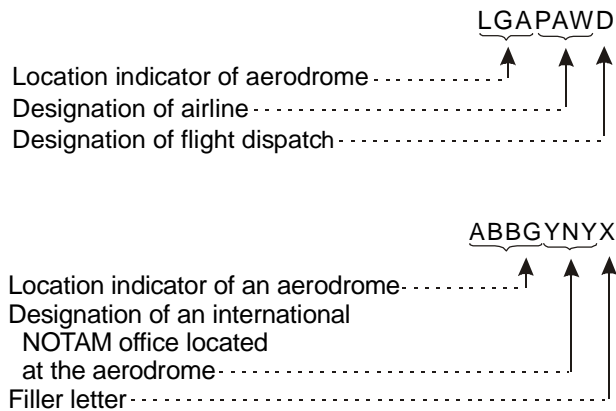 LGAPAWD
Location indicator of aerodrome
Designation of airline
Designation of flight dispatch
ABBGYNYX
Location indicator of an aerodrome
Designation of an international
NOTAM office located
at the aerodrome
Filler letter